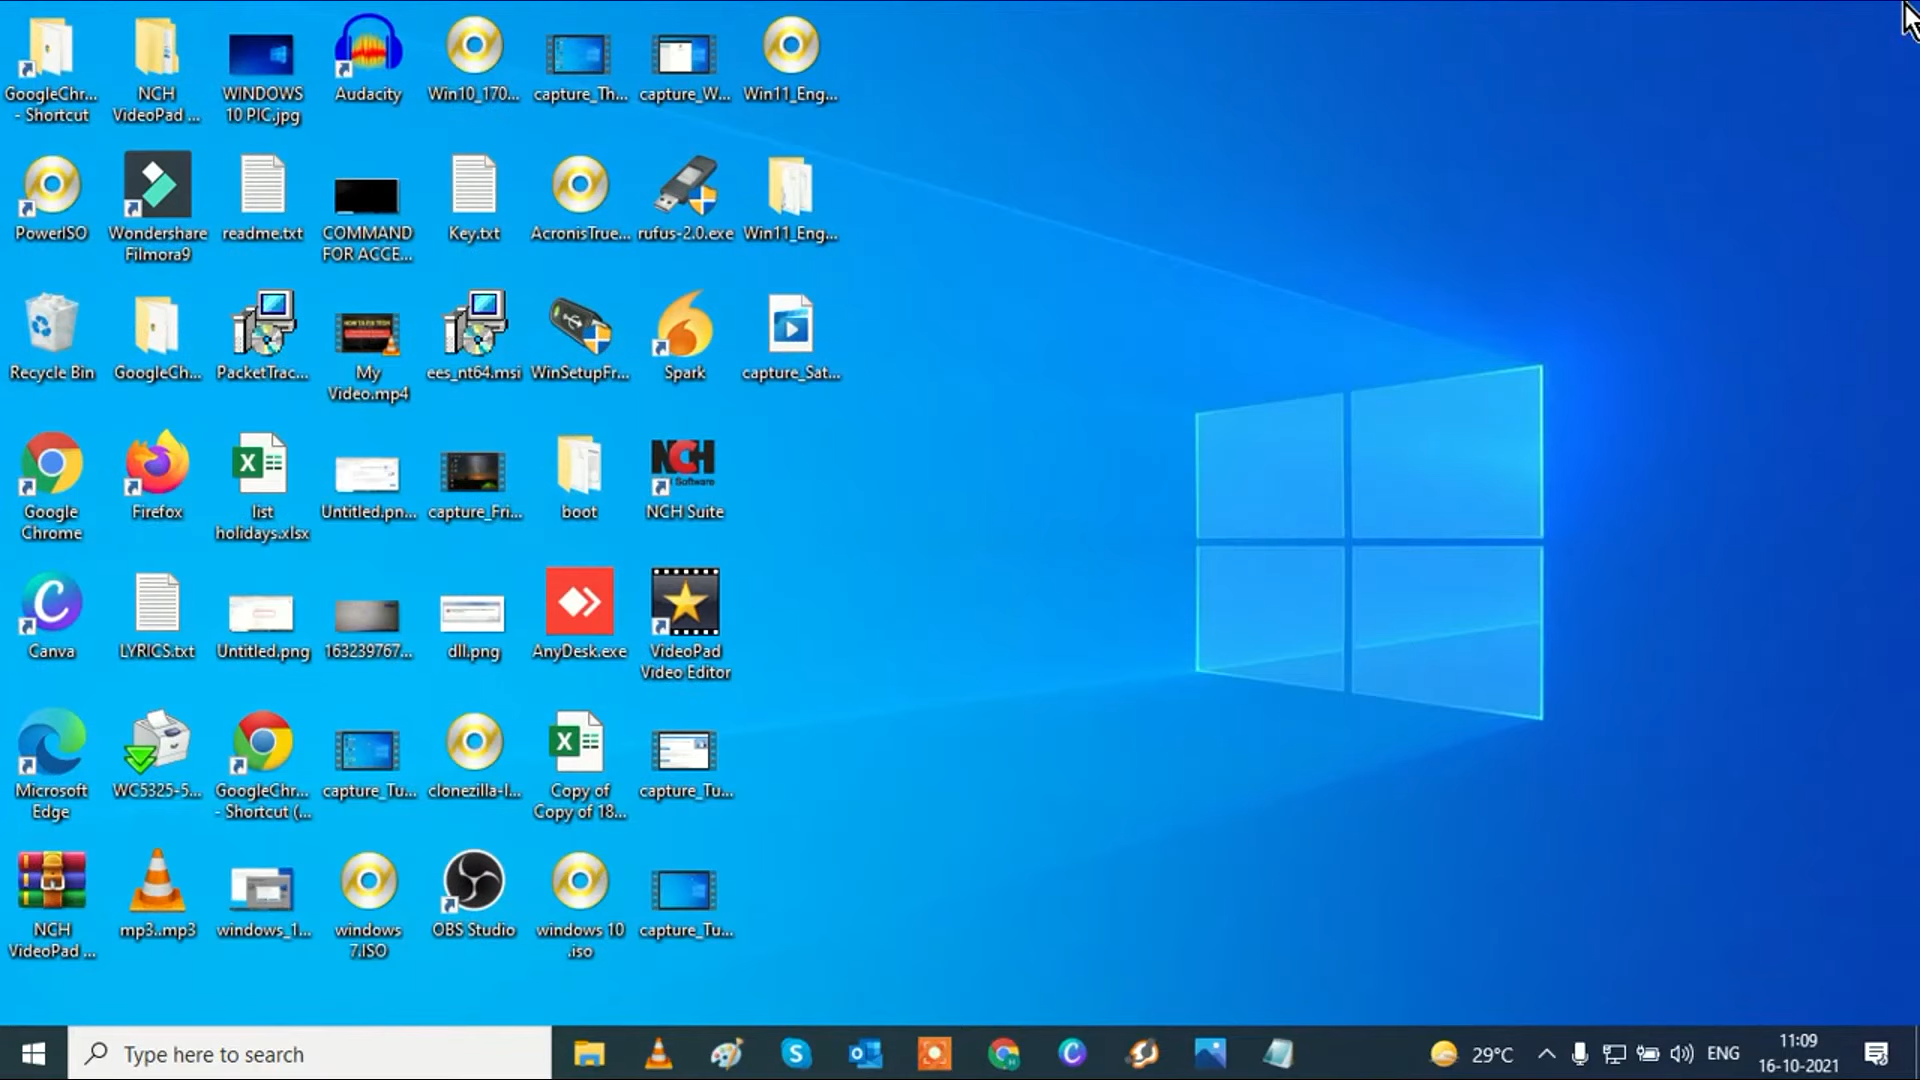 GoogleChr...
- Shortcut
NCH
VideoPad ...
WINDOWS
10 PIC.jpg
Audacity
Win10_170...
capture_Th...
capture_W...
Win11_Eng...
PowerISO
Wondershare
Filmora9
readme.txt
COMMAND
FOR ACCE...
Key.txt
AcronisTrue...
rufus-2.0.exe
Win11_Eng...
Recycle Bin
GoogleCh...
PacketTrac...
My
Video.mp4
ees_nt64.msi
WinSetupFr...
Spark
capture_Sat...
Google
Chrome
Firefox
list
holidays.xlsx
Untitled.pn...
capture_Fri...
boot
NCH
Software
NCH Suite
Canva
LYRICS.txt
Untitled.png
163239767...
dll.png
AnyDesk.exe
VideoPad
Video Editor
Microsoft
Edge
WC5325-5...
GoogleChr...
- Shortcut (...
capture_Tu...
clonezilla-l...
Copy of
Copy of 18...
capture_Tu...
NCH
VideoPad ...
mp3..mp3
windows_1...
windows
7.ISO
OBS Studio
windows 10
.iso
capture_Tu...
Type here to search
29°C
ENG
11:09
16-10-2021